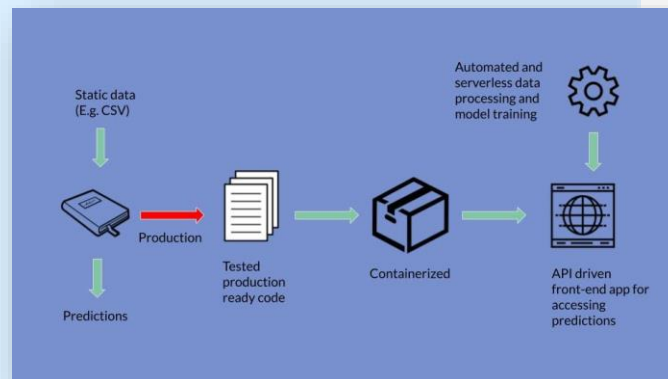 Static data
(E.g. CSV)
Automated and
serverless data
processing and
model training
Production
Predictions
Tested
production
ready code
Containerized
API driven
front-end app for
accessing
predictions